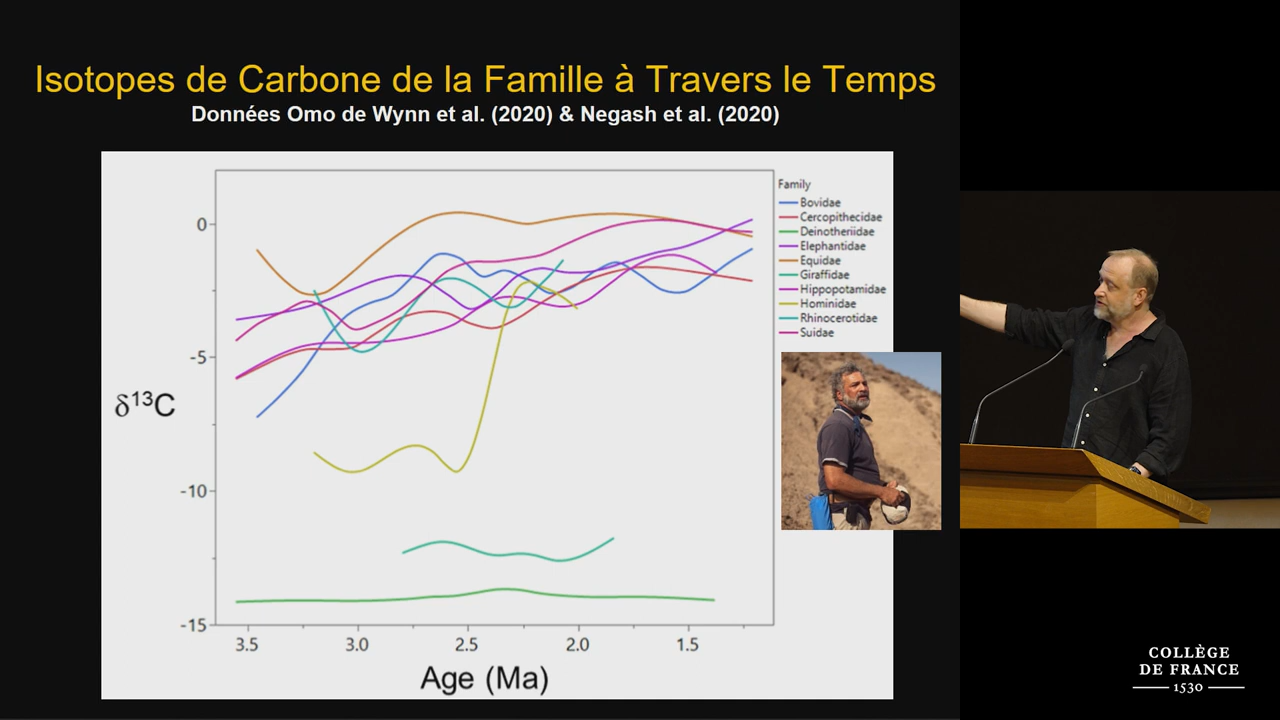 Isotopes de Carbone de la Famille à Travers le Temps
Données Omo de Wynn et al. (2020) & Negash et al. (2020)
Family
Bovidae
Cercopithecidae
Deinotheriidae
Elephantidae
Equidae
Giraffidae
Hippopotamidae
Hominidae
Rhinocerotidae
Suidae
0
-5
-10
-15
δ¹³C
3.5 3.0 2.5 2.0 1.5
Age (Ma)
COLLÈGE
DE FRANCE
1530